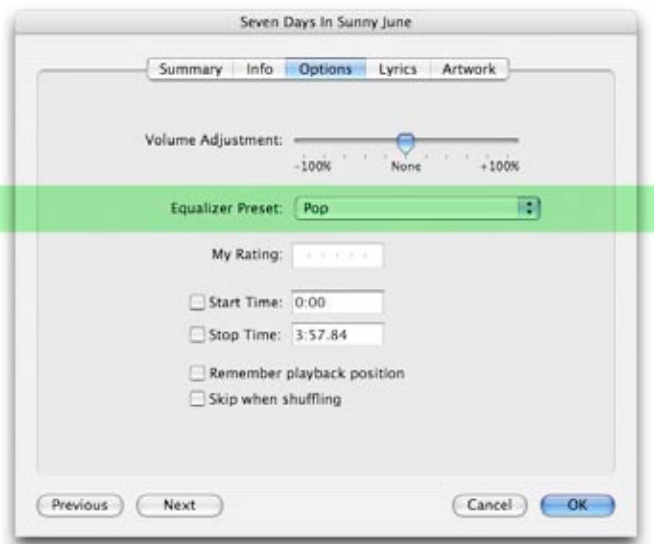 Seven Days In Sunny June
Summary Info Options Lyrics Artwork
Volume Adjustment:
-100% None +100%
Equalizer Preset: Pop
My Rating:
Start Time: 0:00
Stop Time: 3:57.84
Remember playback position
Skip when shuffling
Previous Next Cancel OK